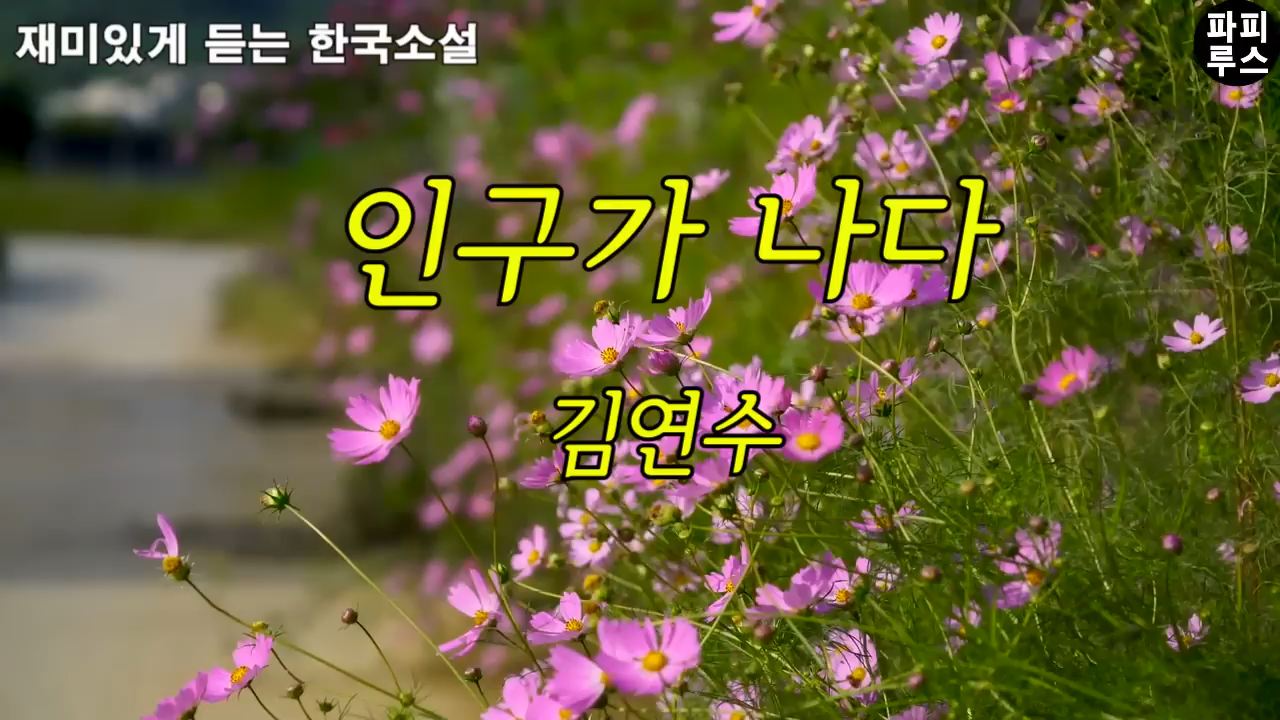 재미있게 듣는 한국소설
파피
루스
인구가 나다
김연수